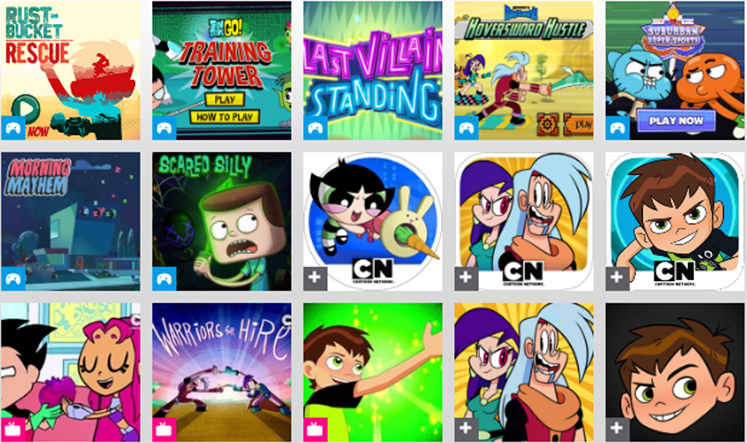 RUST-
BUCKET
RESCUE
NOW
GO!
TRAINING
TOWER
PLAY
HOW TO PLAY
LAST VILLAIN
STANDING
HOVERSWORD HUSTLE
play
SUBURBAN
SUPER SPORTS
PLAY NOW
MORNING
MAYHEM
z z z z
SCARED SILLY
CN
CARTOON NETWORK
CN
CARTOON NETWORK
CN
CARTOON NETWORK
WARRIORS for HIRE